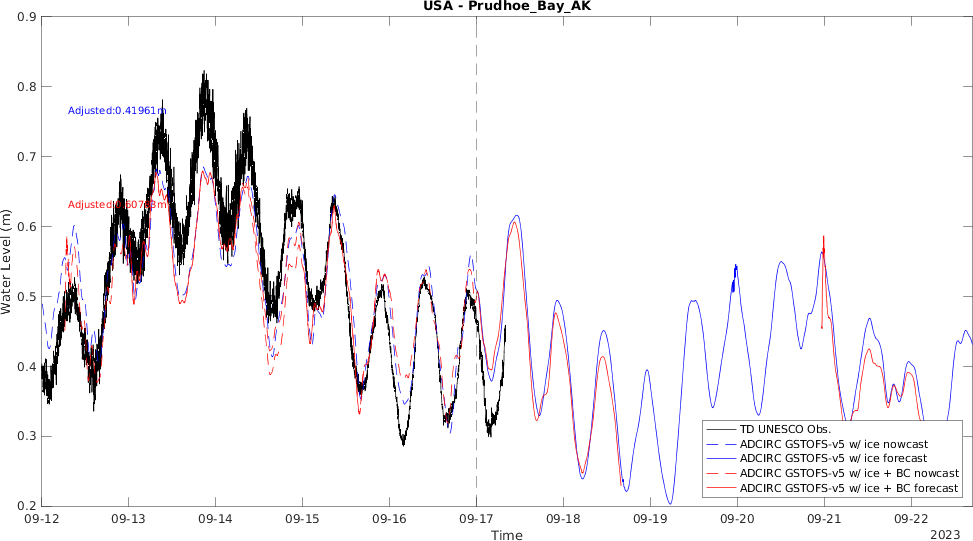 USA - Prudhoe_Bay_AK
0.9
0.8
0.7
0.6
0.5
0.4
0.3
0.2
Water Level (m)
Adjusted:0.41961m
TD UNESCO Obs.
ADCIRC GSTOFS-v5 w/ ice nowcast
ADCIRC GSTOFS-v5 w/ ice forecast
ADCIRC GSTOFS-v5 w/ ice + BC nowcast
ADCIRC GSTOFS-v5 w/ ice + BC forecast
09-12 09-13 09-14 09-15 09-16 09-17 09-18 09-19 09-20 09-21 09-22
Time
2023